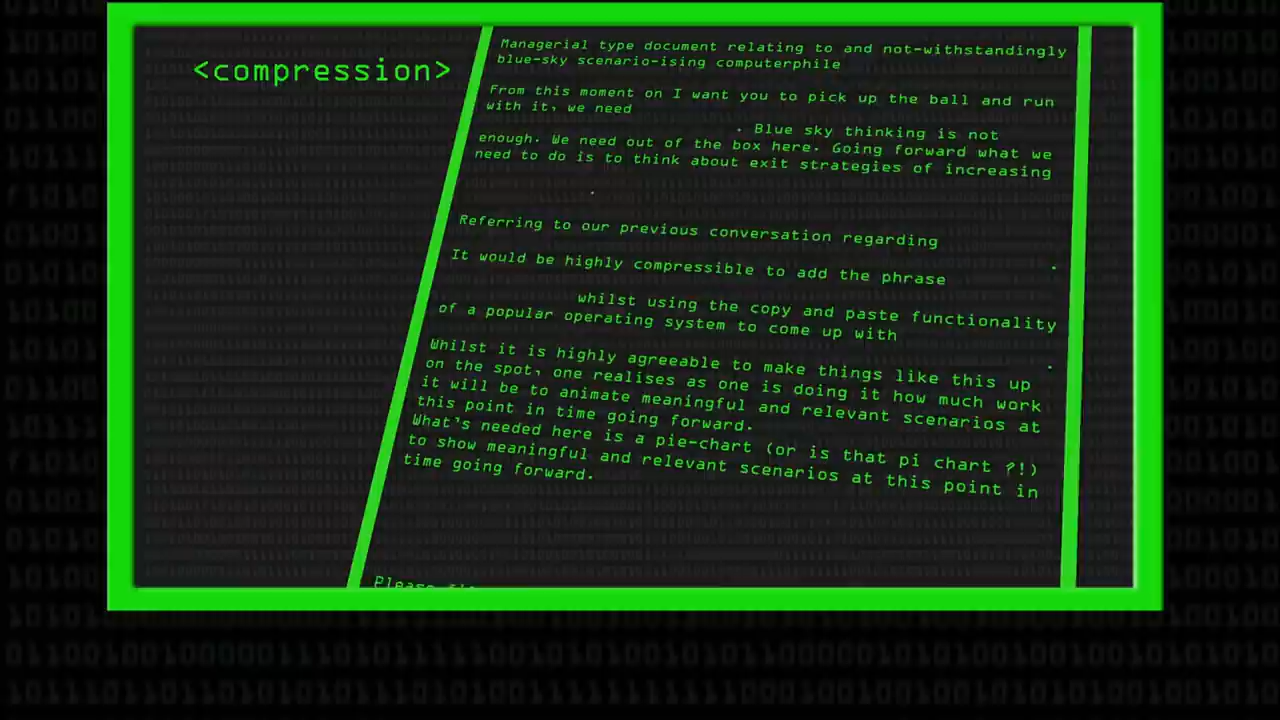 <compression>
Managerial type document relating to and not-withstandingly
blue-sky scenario-ising computerphile
From this moment on I want you to pick up the ball and run
with it, we need
. Blue sky thinking is not
enough. We need out of the box here. Going forward what we
need to do is to think about exit strategies of increasing
.
Referring to our previous conversation regarding
.
It would be highly compressible to add the phrase
whilst using the copy and paste functionality
of a popular operating system to come up with
.
Whilst it is highly agreeable to make things like this up
on the spot, one realises as one is doing it how much work
it will be to animate meaningful and relevant scenarios at
this point in time going forward.
What's needed here is a pie-chart (or is that pi chart ?!)
to show meaningful and relevant scenarios at this point in
time going forward.
Please